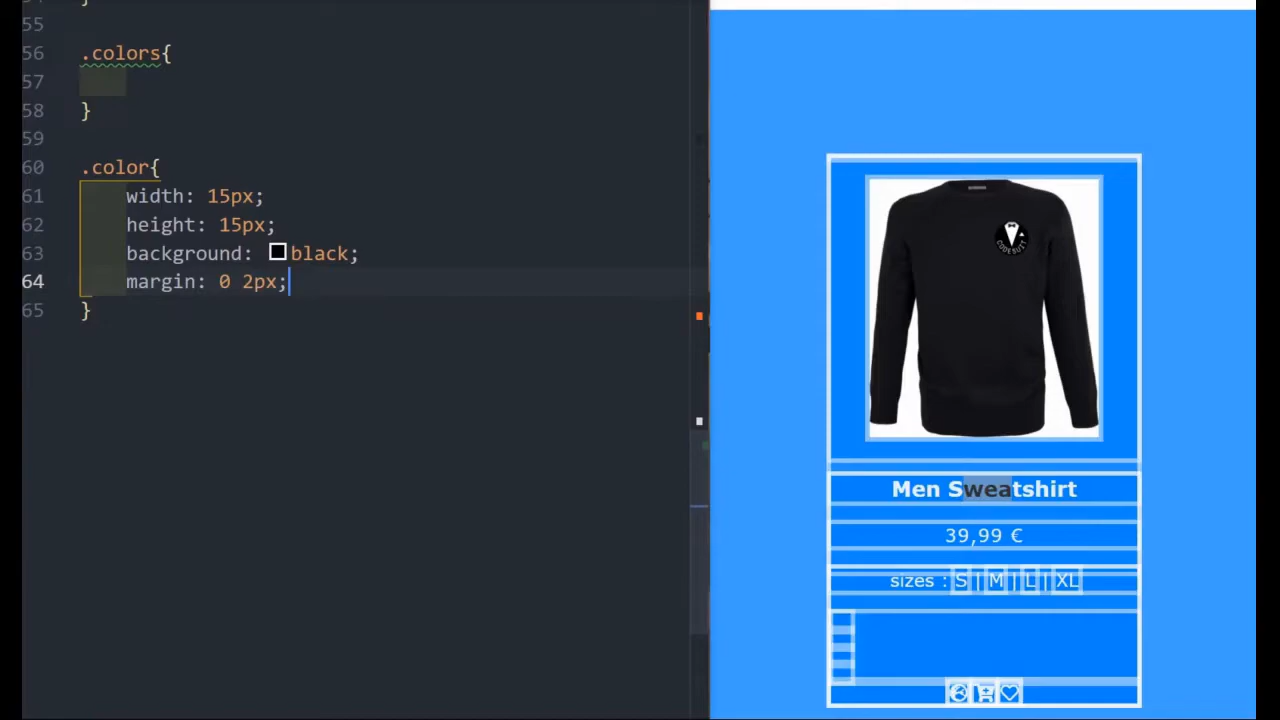 55
56 .colors{
57
58 }
59
60 .color{
61 width: 15px;
62 height: 15px;
63 background: black;
64 margin: 0 2px;
65 }
CODESUIT
Men Sweatshirt
39,99 €
sizes : S | M | L | XL